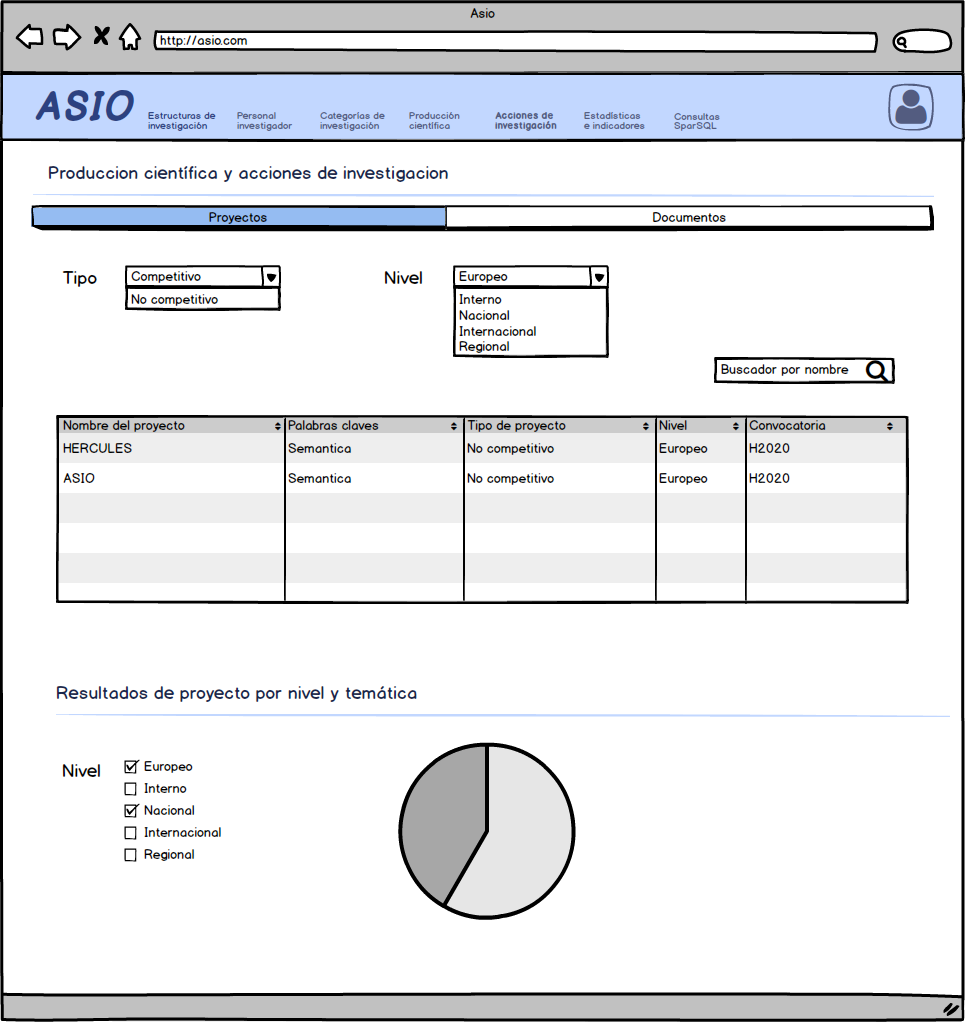 Asio
http://asio.com
ASIO
Estructuras de investigación
Personal investigador
Categorías de investigación
Producción científica
Acciones de investigación
Estadísticas e indicadores
Consultas SparSQL
Produccion científica y acciones de investigacion
Proyectos Documentos
Tipo Competitivo Nivel Europeo
No competitivo Interno
Nacional
Internacional
Regional
Buscador por nombre
Nombre del proyecto Palabras claves Tipo de proyecto Nivel Convocatoria
HERCULES Semantica No competitivo Europeo H2020
ASIO Semantica No competitivo Europeo H2020
Resultados de proyecto por nivel y temática
Nivel Europeo
Interno
Nacional
Internacional
Regional